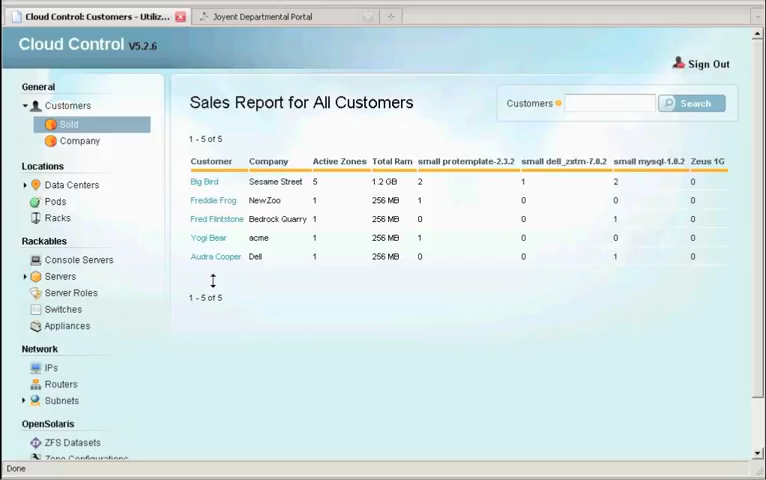 Cloud Control: Customers - Utiliz...
Joyent Departmental Portal
Cloud Control V5.2.6
Sign Out
General
Customers
Sold
Company
Locations
Data Centers
Pods
Racks
Rackables
Console Servers
Servers
Server Roles
Switches
Appliances
Network
IPs
Routers
Subnets
OpenSolaris
ZFS Datasets
Zone Configurations
Sales Report for All Customers
Customers
Search
1 - 5 of 5
Customer Company Active Zones Total Ram small protemplate-2.3.2 small dell_zxtm-7.0.2 small mysql-1.0.2 Zeus 1G
Big Bird Sesame Street 5 1.2 GB 2 1 2 0
Freddie Frog NewZoo 1 256 MB 1 0 0 0
Fred Flintstone Bedrock Quarry 1 256 MB 0 0 1 0
Yogi Bear acme 1 256 MB 1 0 0 0
Audra Cooper Dell 1 256 MB 0 0 1 0
1 - 5 of 5
Done